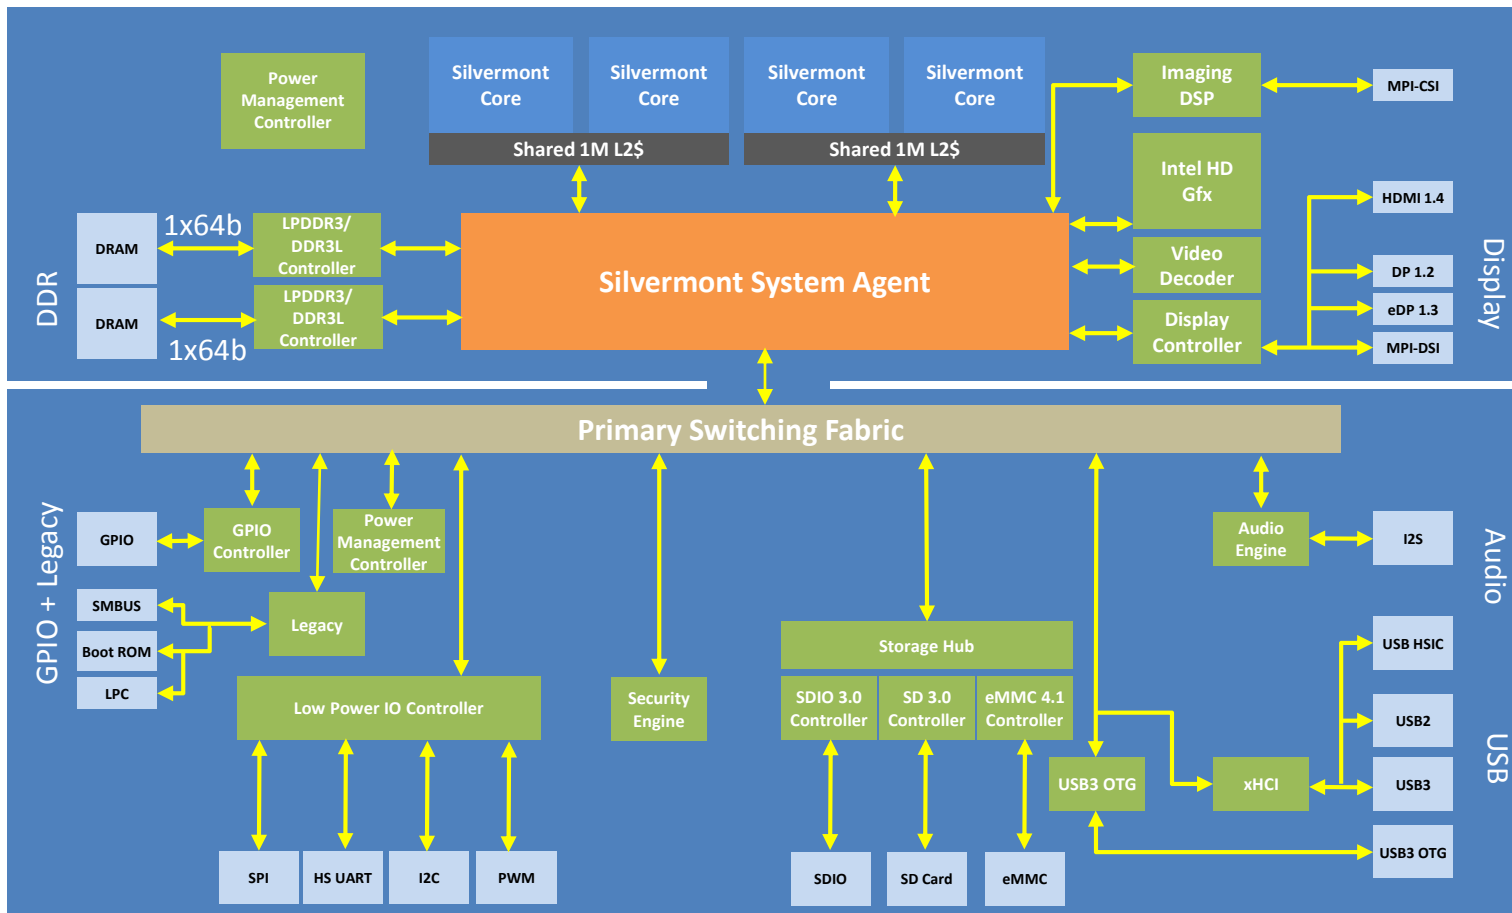 Power
Management
Controller
Silvermont
Core
Silvermont
Core
Silvermont
Core
Silvermont
Core
Shared 1M L2$
Shared 1M L2$
Imaging
DSP
MPI-CSI
Intel HD
Gfx
HDMI 1.4
DDR
DRAM
1x64b
LPDDR3/
DDR3L
Controller
DRAM
1x64b
LPDDR3/
DDR3L
Controller
Silvermont System Agent
Video
Decoder
Display
Controller
DP 1.2
eDP 1.3
MPI-DSI
Display
Primary Switching Fabric
GPIO + Legacy
GPIO
GPIO
Controller
Power
Management
Controller
SMBUS
Boot ROM
LPC
Legacy
Low Power IO Controller
SPI
HS UART
I2C
PWM
Security
Engine
Storage Hub
SDIO 3.0
Controller
SD 3.0
Controller
eMMC 4.1
Controller
SDIO
SD Card
eMMC
Audio
Engine
I2S
Audio
USB3 OTG
xHCI
USB HSIC
USB2
USB3
USB3 OTG
USB